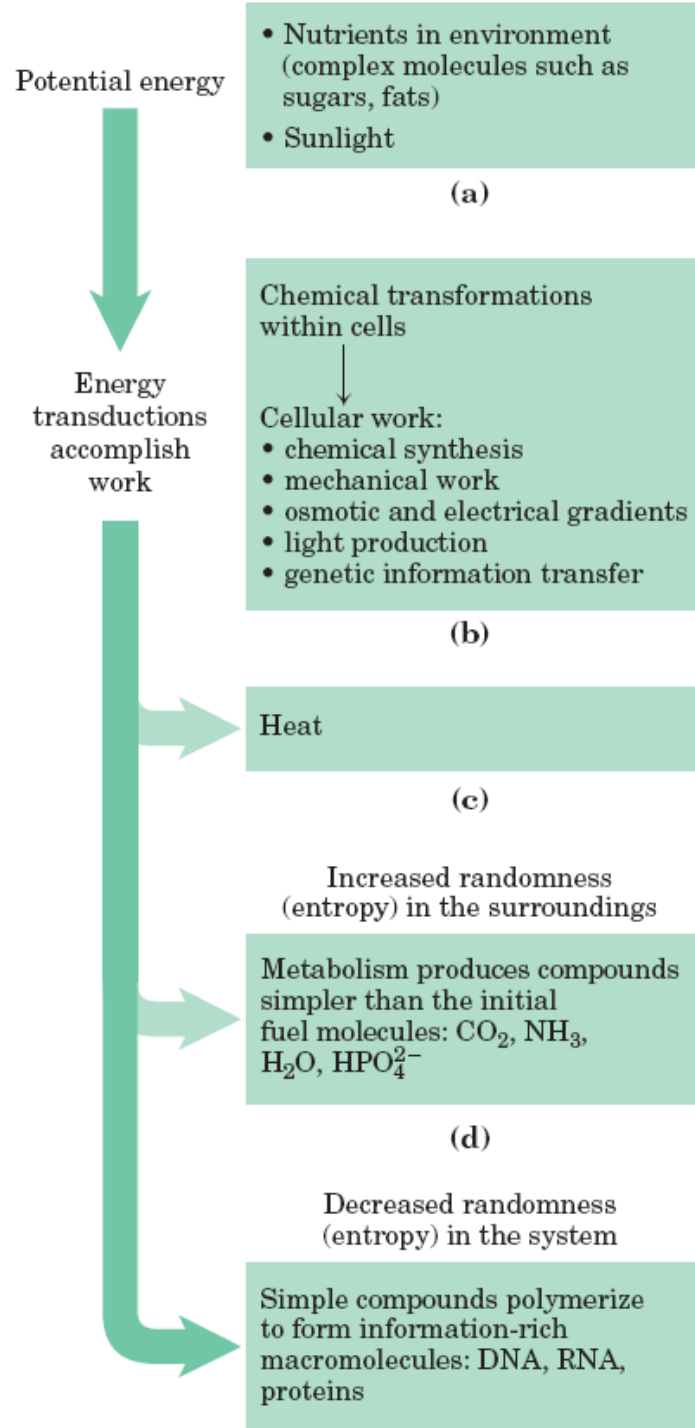 Potential energy
• Nutrients in environment
(complex molecules such as
sugars, fats)
• Sunlight
(a)
Energy
transductions
accomplish
work
Chemical transformations
within cells
Cellular work:
• chemical synthesis
• mechanical work
• osmotic and electrical gradients
• light production
• genetic information transfer
(b)
Heat
(c)
Increased randomness
(entropy) in the surroundings
Metabolism produces compounds
simpler than the initial
fuel molecules: CO₂, NH₃,
H₂O, HPO₄²⁻
(d)
Decreased randomness
(entropy) in the system
Simple compounds polymerize
to form information-rich
macromolecules: DNA, RNA,
proteins